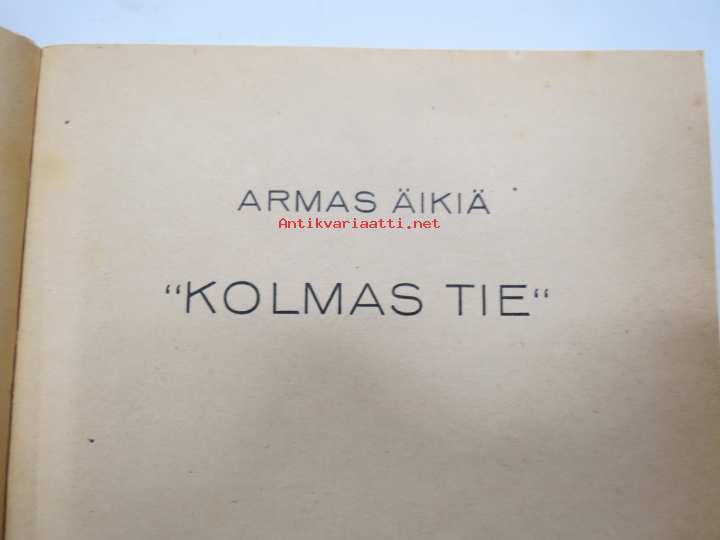 ARMAS ÄIKIÄ
Antikvariaatti.net
“KOLMAS TIE“